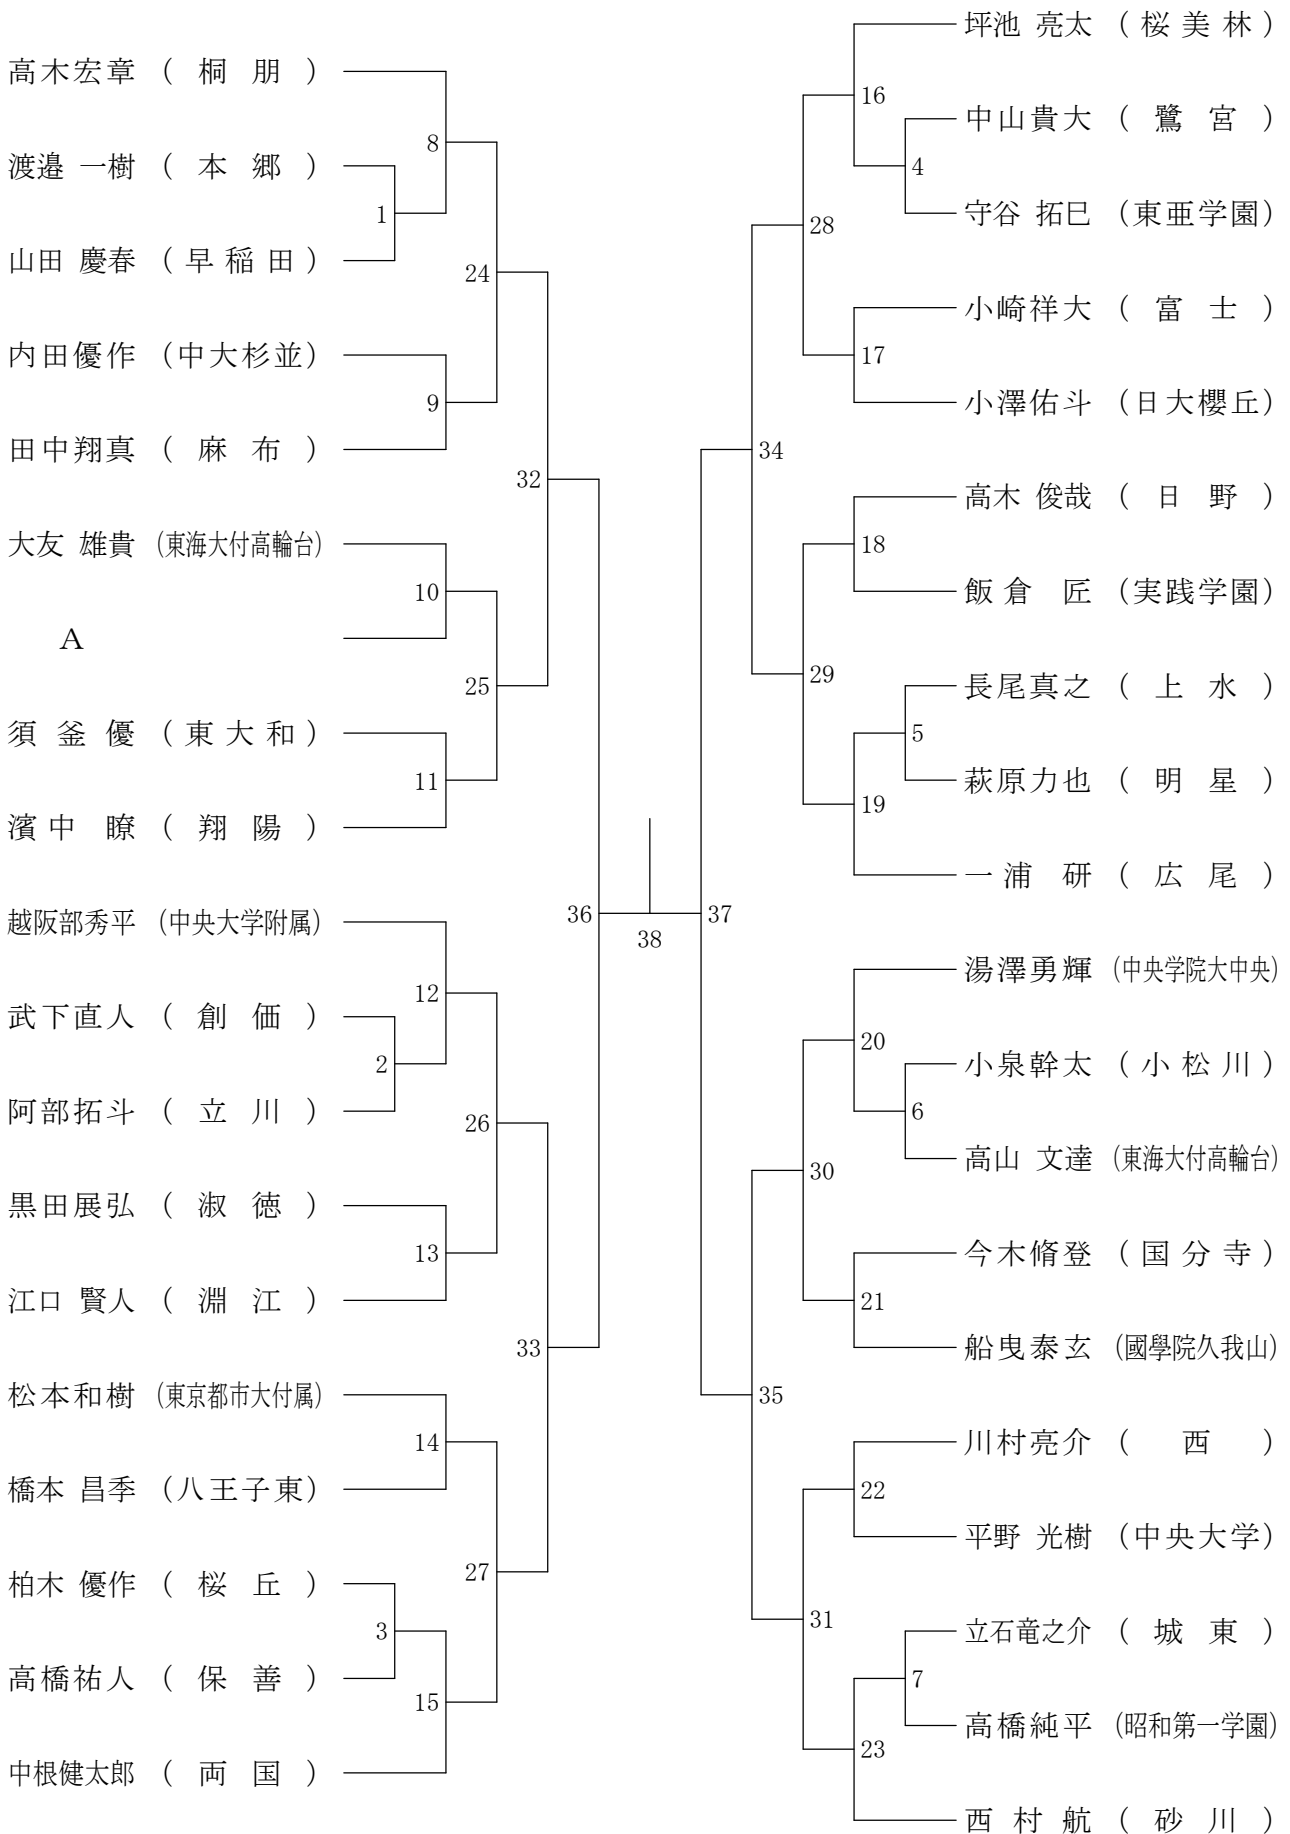 高木宏章 （ 桐 朋 ）
渡邉 一樹 （ 本 郷 ）
山田 慶春 （ 早 稲 田 ）
内田優作 （中大杉並）
田中翔真 （ 麻 布 ）
大友 雄貴 （東海大付高輪台）
A
須 釜 優 （ 東 大 和 ）
濱 中 瞭 （ 翔 陽 ）
越阪部秀平 （中央大学附属）
武下直人 （ 創 価 ）
阿部拓斗 （ 立 川 ）
黒田展弘 （ 淑 徳 ）
江口 賢人 （ 淵 江 ）
松本和樹 （東京都市大付属）
橋本 昌季 （八王子東）
柏木 優作 （ 桜 丘 ）
高橋祐人 （ 保 善 ）
中根健太郎 （ 両 国 ）
1
2
3
8
9
10
11
12
13
14
15
24
25
26
27
32
33
36
38
37
34
35
28
29
30
31
16
17
18
19
20
21
22
23
4
5
6
7
坪池 亮太 （ 桜 美 林 ）
中山貴大 （ 鷺 宮 ）
守谷 拓巳 （東亜学園）
小崎祥大 （ 富 士 ）
小澤佑斗 （日大櫻丘）
高木 俊哉 （ 日 野 ）
飯 倉 匠 （実践学園）
長尾真之 （ 上 水 ）
萩原力也 （ 明 星 ）
一 浦 研 （ 広 尾 ）
湯澤勇輝 （中央学院大中央）
小泉幹太 （ 小 松 川 ）
高山 文達 （東海大付高輪台）
今木脩登 （ 国 分 寺 ）
船曳泰玄 （國學院久我山）
川村亮介 （ 西 ）
平野 光樹 （中央大学）
立石竜之介 （ 城 東 ）
高橋純平 （昭和第一学園）
西 村 航 （ 砂 川 ）